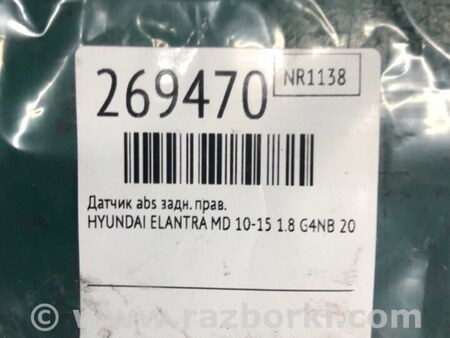 269470
NR1138
Датчик abs задн. прав.
HYUNDAI ELANTRA MD 10-15 1.8 G4NB 20
© www.razborki.com